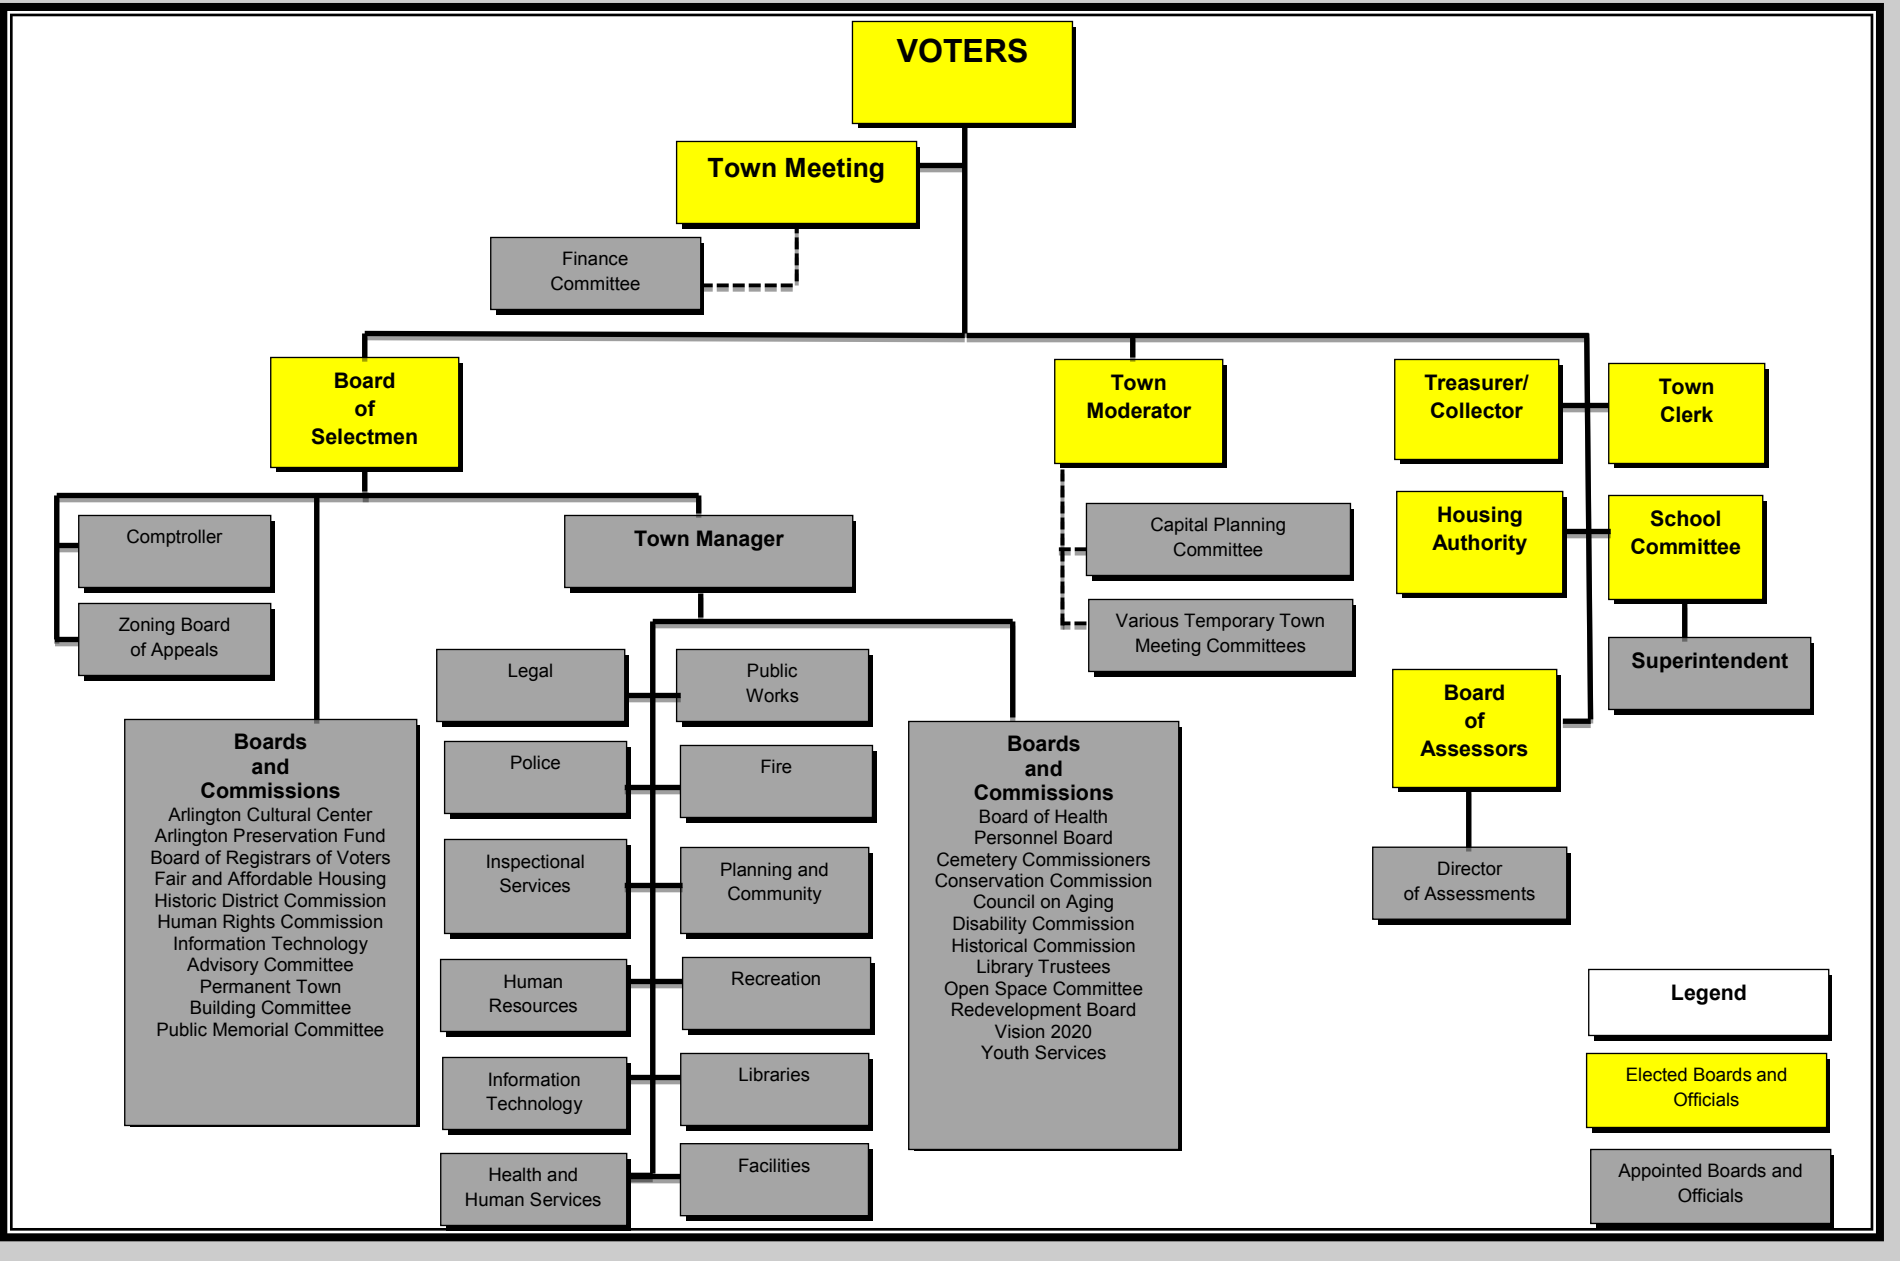 VOTERS
Town Meeting
Finance
Committee
Board
of
Selectmen
Town
Moderator
Treasurer/
Collector
Town
Clerk
Housing
Authority
School
Committee
Comptroller
Town Manager
Capital Planning
Committee
Zoning Board
of Appeals
Various Temporary Town
Meeting Committees
Superintendent
Board
of
Assessors
Director
of Assessments
Boards
and
Commissions
Arlington Cultural Center
Arlington Preservation Fund
Board of Registrars of Voters
Fair and Affordable Housing
Historic District Commission
Human Rights Commission
Information Technology
Advisory Committee
Permanent Town
Building Committee
Public Memorial Committee
Legal
Public
Works
Police
Fire
Inspectional
Services
Planning and
Community
Human
Resources
Recreation
Information
Technology
Libraries
Health and
Human Services
Facilities
Boards
and
Commissions
Board of Health
Personnel Board
Cemetery Commissioners
Conservation Commission
Council on Aging
Disability Commission
Historical Commission
Library Trustees
Open Space Committee
Redevelopment Board
Vision 2020
Youth Services
Legend
Elected Boards and
Officials
Appointed Boards and
Officials